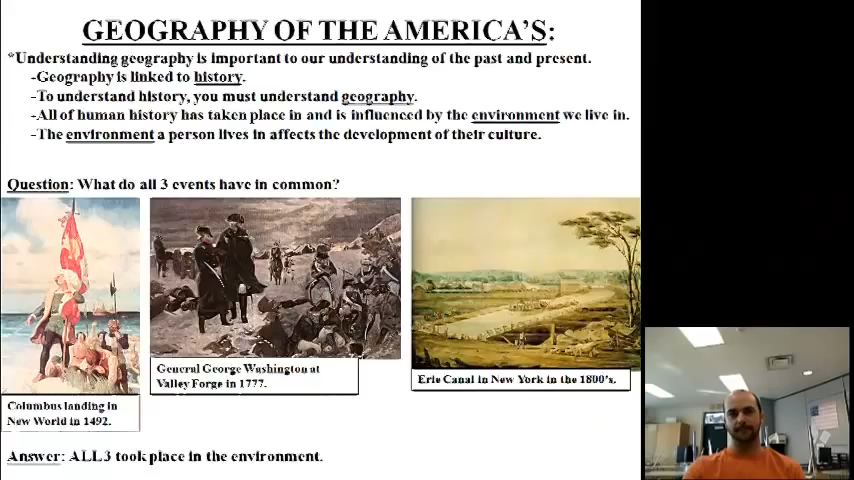 GEOGRAPHY OF THE AMERICA'S:
*Understanding geography is important to our understanding of the past and present.
-Geography is linked to history.
-To understand history, you must understand geography.
-All of human history has taken place in and is influenced by the environment we live in.
-The environment a person lives in affects the development of their culture.
Question: What do all 3 events have in common?
Columbus landing in
New World in 1492.
General George Washington at
Valley Forge in 1777.
Erie Canal in New York in the 1800's.
Answer: ALL 3 took place in the environment.